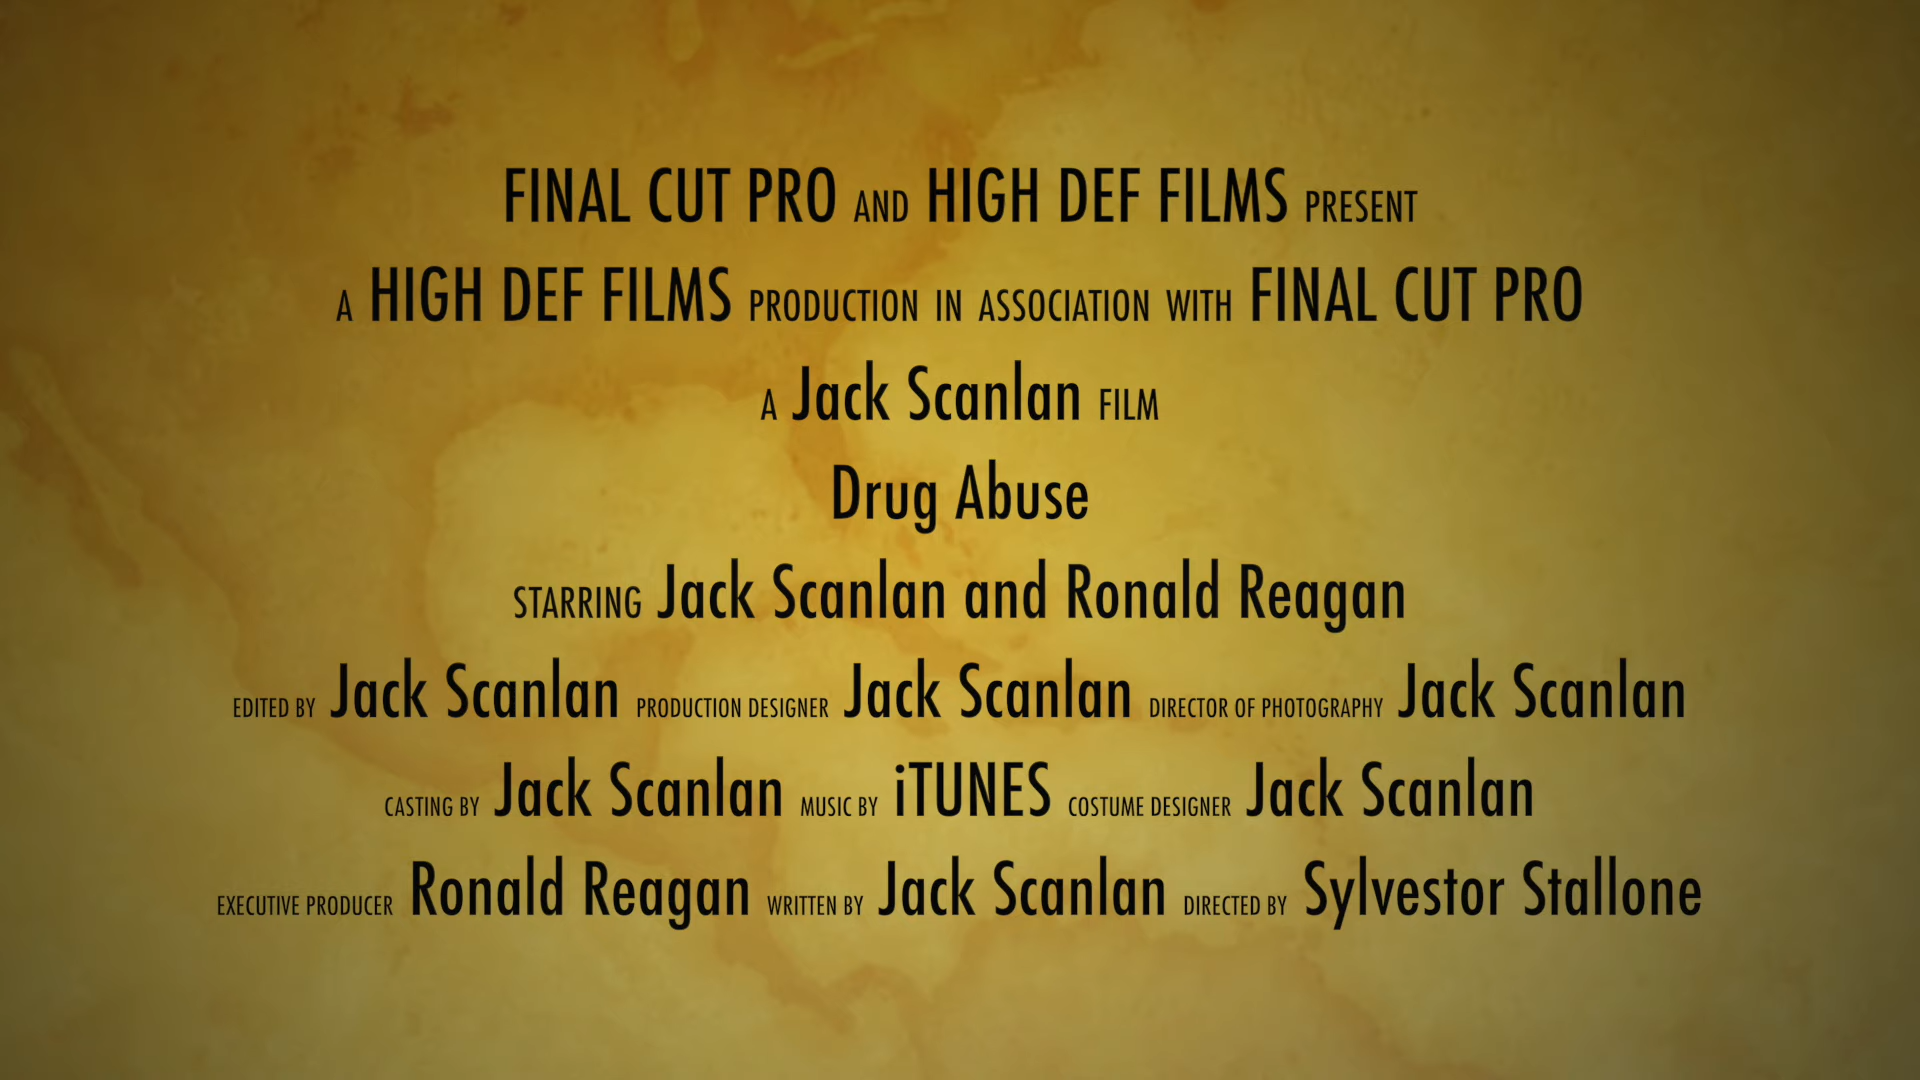 FINAL CUT PRO AND HIGH DEF FILMS PRESENT
A HIGH DEF FILMS PRODUCTION IN ASSOCIATION WITH FINAL CUT PRO
A Jack Scanlan FILM
Drug Abuse
STARRING Jack Scanlan and Ronald Reagan
EDITED BY Jack Scanlan PRODUCTION DESIGNER Jack Scanlan DIRECTOR OF PHOTOGRAPHY Jack Scanlan
CASTING BY Jack Scanlan MUSIC BY iTUNES COSTUME DESIGNER Jack Scanlan
EXECUTIVE PRODUCER Ronald Reagan WRITTEN BY Jack Scanlan DIRECTED BY Sylvestor Stallone